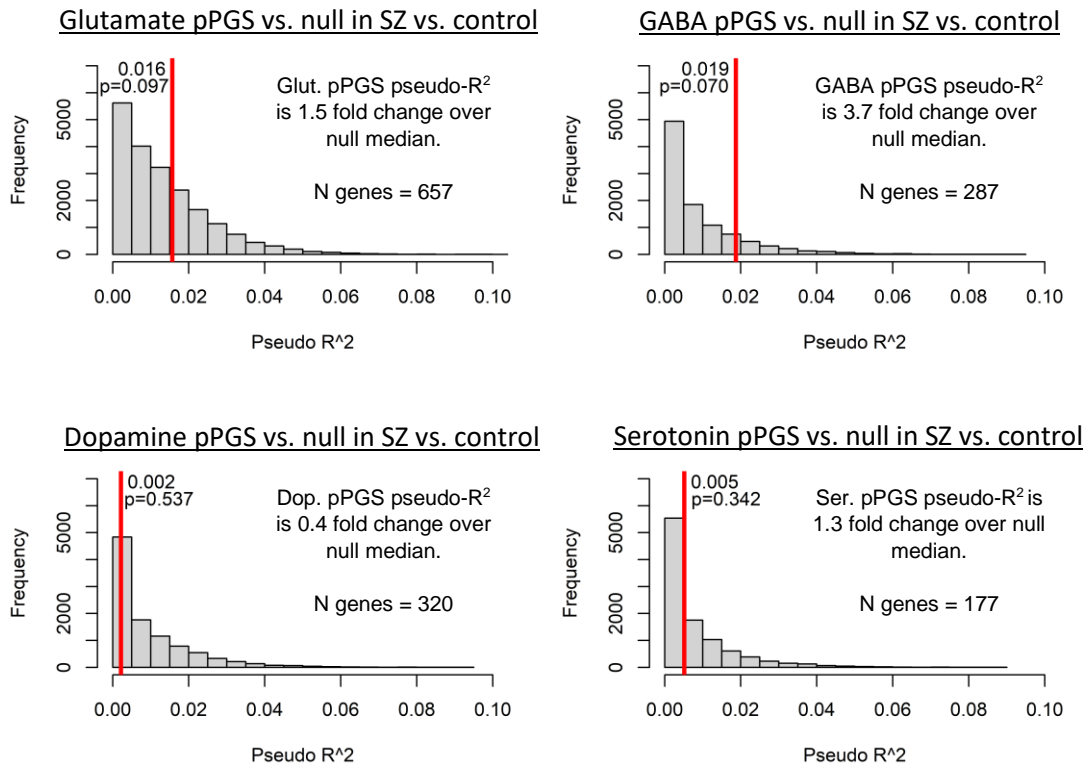 Glutamate pPGS vs. null in SZ vs. control
0.016
p=0.097
Glut. pPGS pseudo-R²
is 1.5 fold change over
null median.
N genes = 657
Frequency
0 2000 5000
0.00 0.02 0.04 0.06 0.08 0.10
Pseudo R^2
GABA pPGS vs. null in SZ vs. control
0.019
p=0.070
GABA pPGS pseudo-R²
is 3.7 fold change over
null median.
N genes = 287
Frequency
0 2000 5000
0.00 0.02 0.04 0.06 0.08 0.10
Pseudo R^2
Dopamine pPGS vs. null in SZ vs. control
0.002
p=0.537
Dop. pPGS pseudo-R²
is 0.4 fold change over
null median.
N genes = 320
Frequency
0 2000 5000
0.00 0.02 0.04 0.06 0.08 0.10
Pseudo R^2
Serotonin pPGS vs. null in SZ vs. control
0.005
p=0.342
Ser. pPGS pseudo-R² is
1.3 fold change over null
median.
N genes = 177
Frequency
0 2000 5000
0.00 0.02 0.04 0.06 0.08 0.10
Pseudo R^2